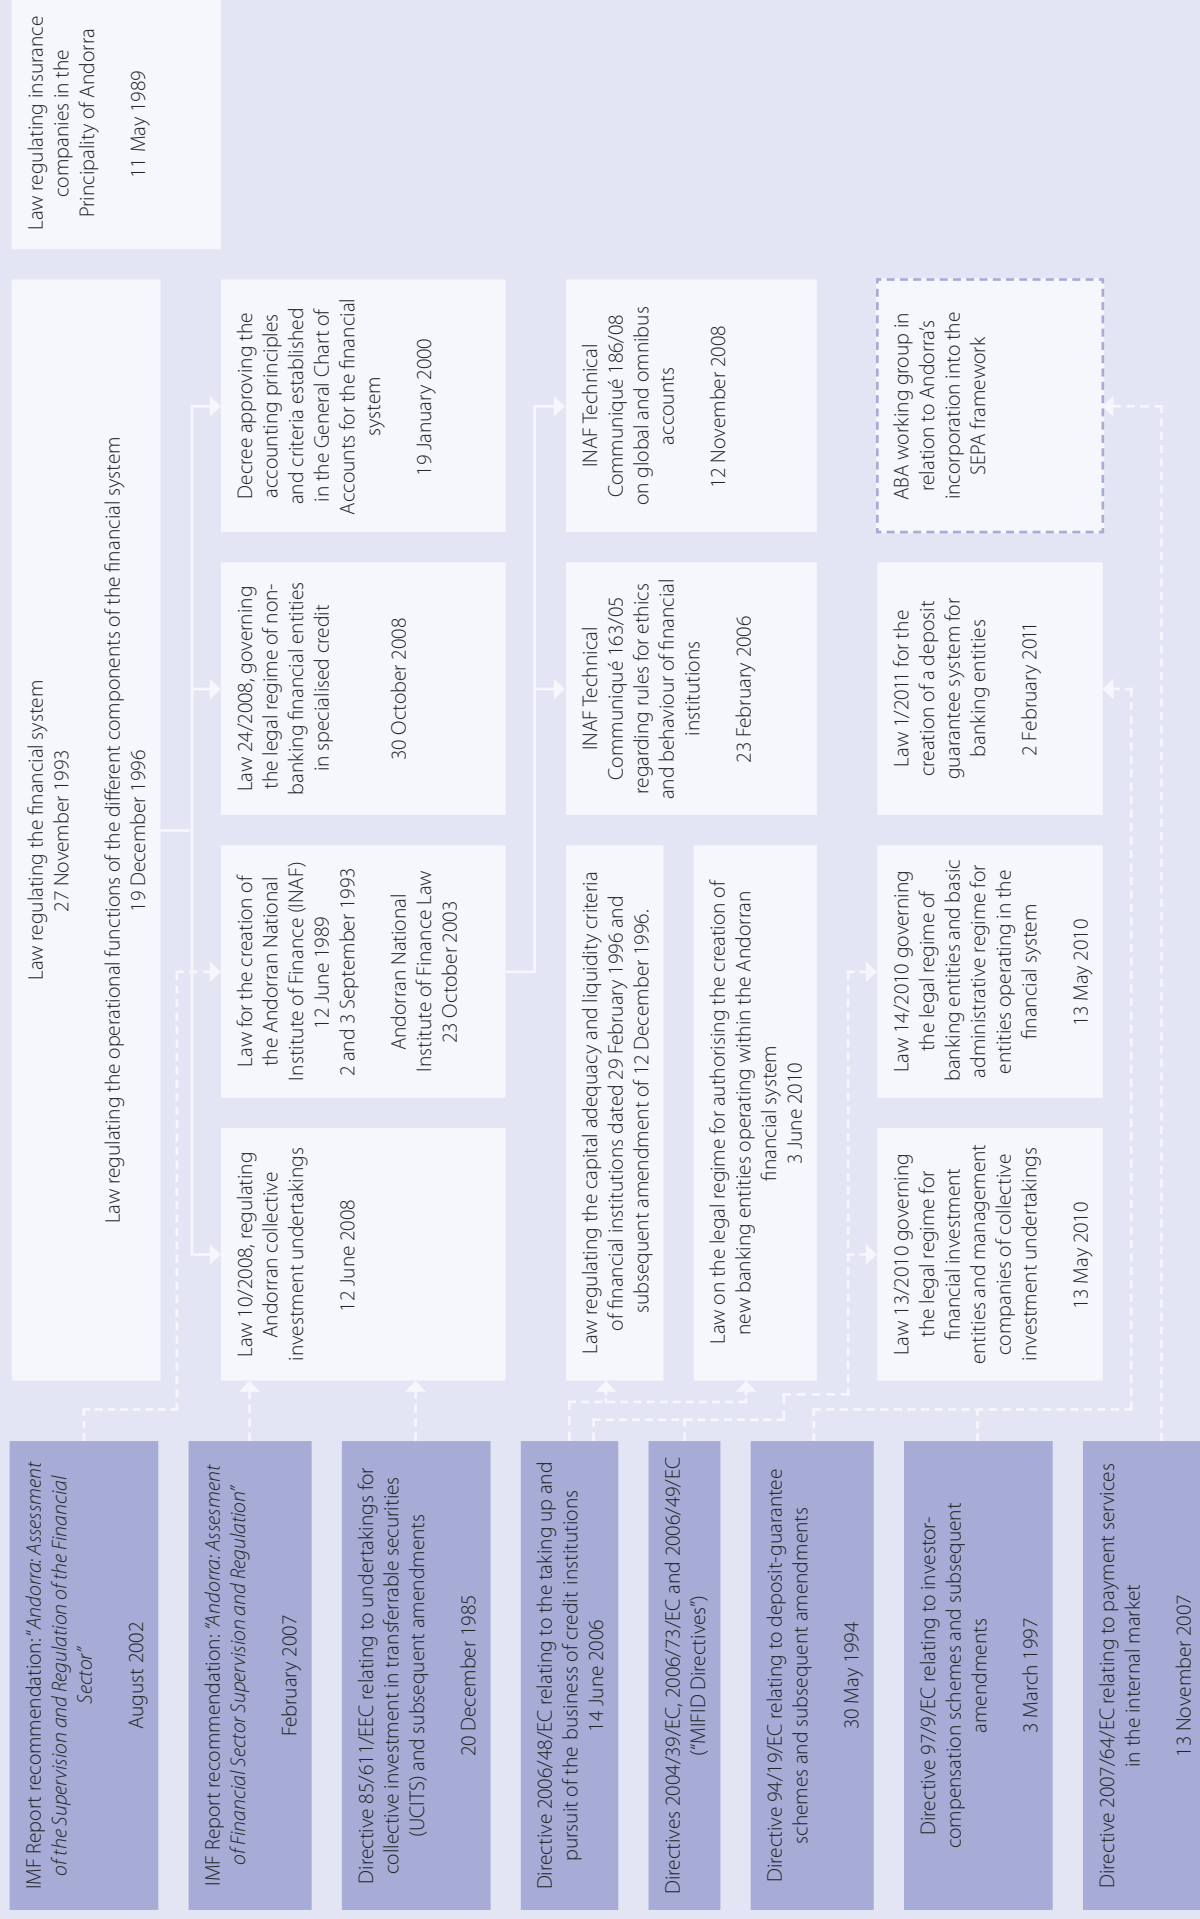 IMF Report recommendation: “Andorra: Assessment
of the Supervision and Regulation of the Financial
Sector”
August 2002
IMF Report recommendation: “Andorra: Assesment
of Financial Sector Supervision and Regulation”
February 2007
Directive 85/611/EEC relating to undertakings for
collective investment in transferrable securities
(UCITS) and subsequent amendments
20 December 1985
Directive 2006/48/EC relating to the taking up and
pursuit of the business of credit institutions
14 June 2006
Directives 2004/39/EC, 2006/73/EC and 2006/49/EC
(“MIFID Directives”)
Directive 94/19/EC relating to deposit-guarantee
schemes and subsequent amendments
30 May 1994
Directive 97/9/EC relating to investor-
compensation schemes and subsequent
amendments
3 March 1997
Directive 2007/64/EC relating to payment services
in the internal market
13 November 2007
Law regulating the financial system
27 November 1993
Law regulating the operational functions of the different components of the financial system
19 December 1996
Law regulating insurance
companies in the
Principality of Andorra
11 May 1989
Law 10/2008, regulating
Andorran collective
investment undertakings
12 June 2008
Law for the creation of
the Andorran National
Institute of Finance (INAF)
12 June 1989
2 and 3 September 1993
Andorran National
Institute of Finance Law
23 October 2003
Law 24/2008, governing
the legal regime of non-
banking financial entities
in specialised credit
30 October 2008
Decree approving the
accounting principles
and criteria established
in the General Chart of
Accounts for the financial
system
19 January 2000
Law regulating the capital adequacy and liquidity criteria
of financial institutions dated 29 February 1996 and
subsequent amendment of 12 December 1996.
Law on the legal regime for authorising the creation of
new banking entities operating within the Andorran
financial system
3 June 2010
INAF Technical
Communiqué 163/05
regarding rules for ethics
and behaviour of financial
institutions
23 February 2006
INAF Technical
Communiqué 186/08
on global and omnibus
accounts
12 November 2008
Law 13/2010 governing
the legal regime for
financial investment
entities and management
companies of collective
investment undertakings
13 May 2010
Law 14/2010 governing
the legal regime of
banking entities and basic
administrative regime for
entities operating in the
financial system
13 May 2010
Law 1/2011 for the
creation of a deposit
guarantee system for
banking entities
2 February 2011
ABA working group in
relation to Andorra’s
incorporation into the
SEPA framework